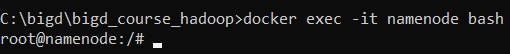 C:\bigd\bigd_course_hadoop>docker exec -it namenode bash
root@namenode:/# _